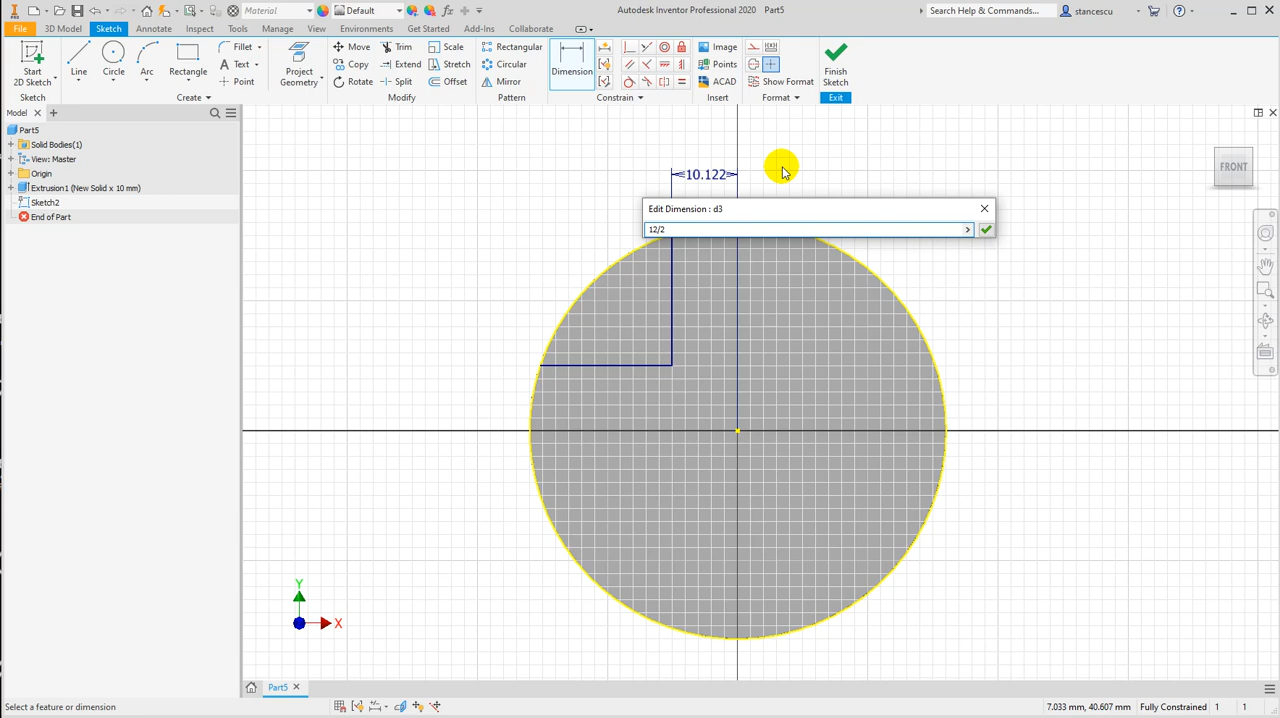 Material Default Autodesk Inventor Professional 2020 Part5 Search Help & Commands... stancescu
File 3D Model Sketch Annotate Inspect Tools Manage View Environments Get Started Add-Ins Collaborate
Start 2D Sketch
Line
Circle
Arc
Rectangle
Fillet
Text
Point
Project Geometry
Move Trim Scale
Copy Extend Stretch
Rotate Split Offset
Rectangular
Circular
Mirror
Dimension
Image
Points
ACAD
Show Format
Finish Sketch
Sketch Create Modify Pattern Constrain Insert Format Exit
Model
Part5
Solid Bodies(1)
View: Master
Origin
Extrusion1 (New Solid x 10 mm)
Sketch2
End of Part
10.122
FRONT
Edit Dimension : d3
12/2
Y
X
Part5
Select a feature or dimension 7.033 mm, 40.607 mm Fully Constrained 1 1